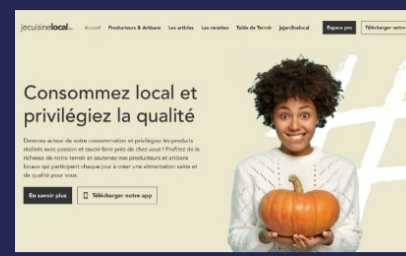 jecuisinelocal
Accueil Producteurs & Artisans Les articles Les recettes Table de Terroir Jejardinelocal Espace pro Télécharger notre
Consommez local et
privilégiez la qualité
Devenez acteur de votre consommation et privilégiez les produits
réalisés avec passion et savoir-faire près de chez vous ! Profitez de la
richesse de notre terroir et soutenez nos producteurs et artisans
locaux qui participent chaque jour à créer une alimentation saine et
de qualité pour vous.
En savoir plus Télécharger notre app